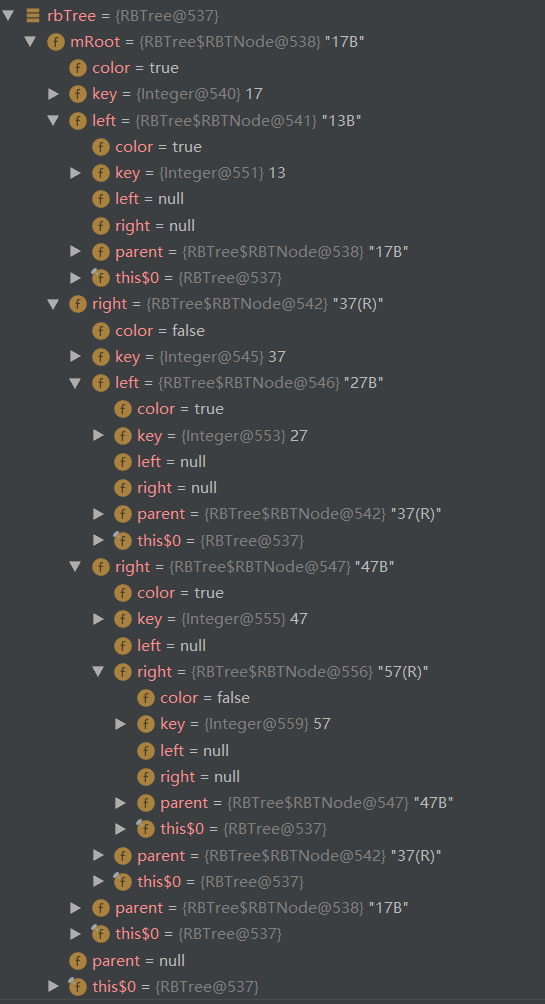 rbTree = {RBTree@537}
mRoot = {RBTree$RBTNode@538} "17B"
color = true
key = {Integer@540} 17
left = {RBTree$RBTNode@541} "13B"
color = true
key = {Integer@551} 13
left = null
right = null
parent = {RBTree$RBTNode@538} "17B"
this$0 = {RBTree@537}
right = {RBTree$RBTNode@542} "37(R)"
color = false
key = {Integer@545} 37
left = {RBTree$RBTNode@546} "27B"
color = true
key = {Integer@553} 27
left = null
right = null
parent = {RBTree$RBTNode@542} "37(R)"
this$0 = {RBTree@537}
right = {RBTree$RBTNode@547} "47B"
color = true
key = {Integer@555} 47
left = null
right = {RBTree$RBTNode@556} "57(R)"
color = false
key = {Integer@559} 57
left = null
right = null
parent = {RBTree$RBTNode@547} "47B"
this$0 = {RBTree@537}
parent = {RBTree$RBTNode@542} "37(R)"
this$0 = {RBTree@537}
parent = {RBTree$RBTNode@538} "17B"
this$0 = {RBTree@537}
parent = null
this$0 = {RBTree@537}